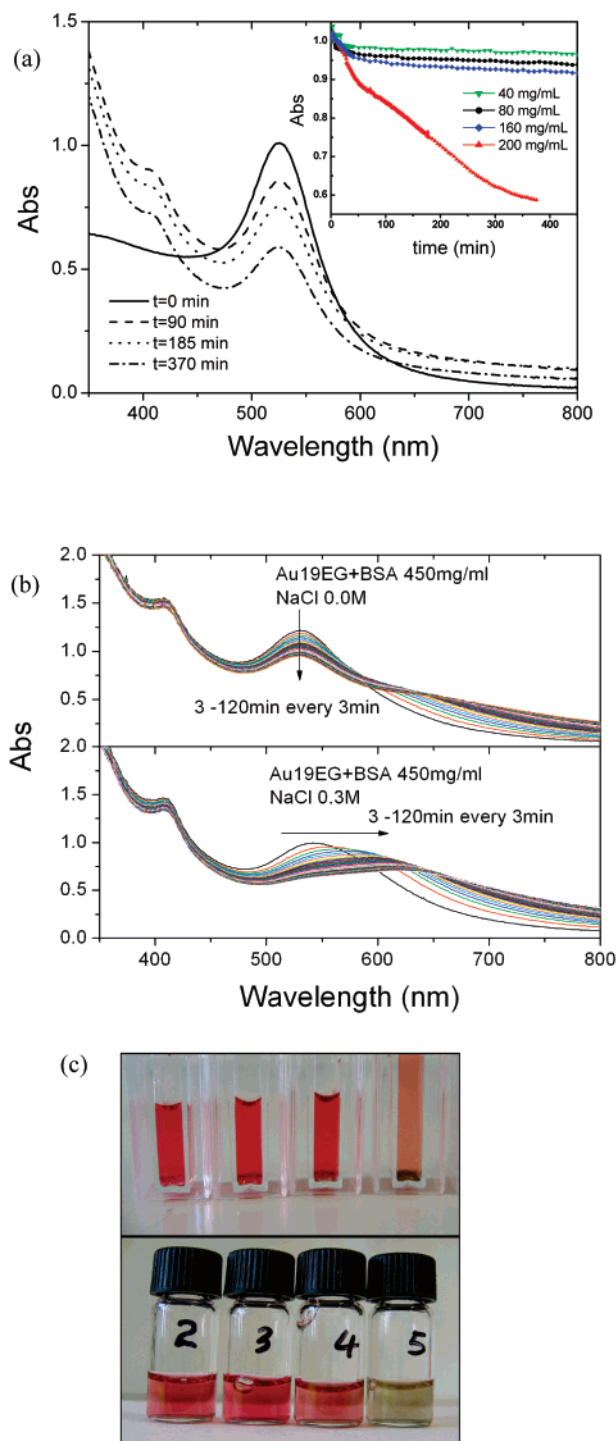 (a)
1.5
1.0
0.5
0.0
Abs
400 500 600 700 800
Wavelength (nm)
t=0 min
t=90 min
t=185 min
t=370 min
1.0
0.9
0.8
0.7
0.6
Abs
0 100 200 300 400
time (min)
40 mg/mL
80 mg/mL
160 mg/mL
200 mg/mL
(b)
2.0
1.5
1.0
0.5
2.0
1.5
1.0
0.5
0.0
Abs
Au19EG+BSA 450mg/ml
NaCl 0.0M
3 -120min every 3min
Au19EG+BSA 450mg/ml
NaCl 0.3M
3 -120min every 3min
400 500 600 700 800
Wavelength (nm)
(c)
2 3 4 5